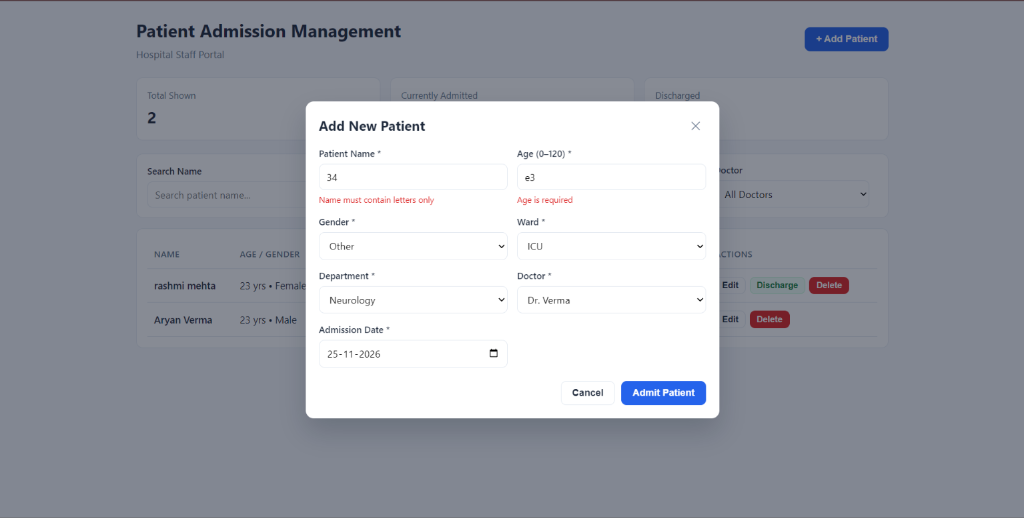 Patient Admission Management
Hospital Staff Portal
+ Add Patient
Total Shown
2
Currently Admitted
Discharged
Search Name
Search patient name...
Doctor
All Doctors
NAME
AGE / GENDER
ACTIONS
rashmi mehta
23 yrs • Female
Edit
Discharge
Delete
Aryan Verma
23 yrs • Male
Edit
Delete
Add New Patient
Patient Name *
34
Name must contain letters only
Age (0–120) *
e3
Age is required
Gender *
Other
Ward *
ICU
Department *
Neurology
Doctor *
Dr. Verma
Admission Date *
25-11-2026
Cancel
Admit Patient